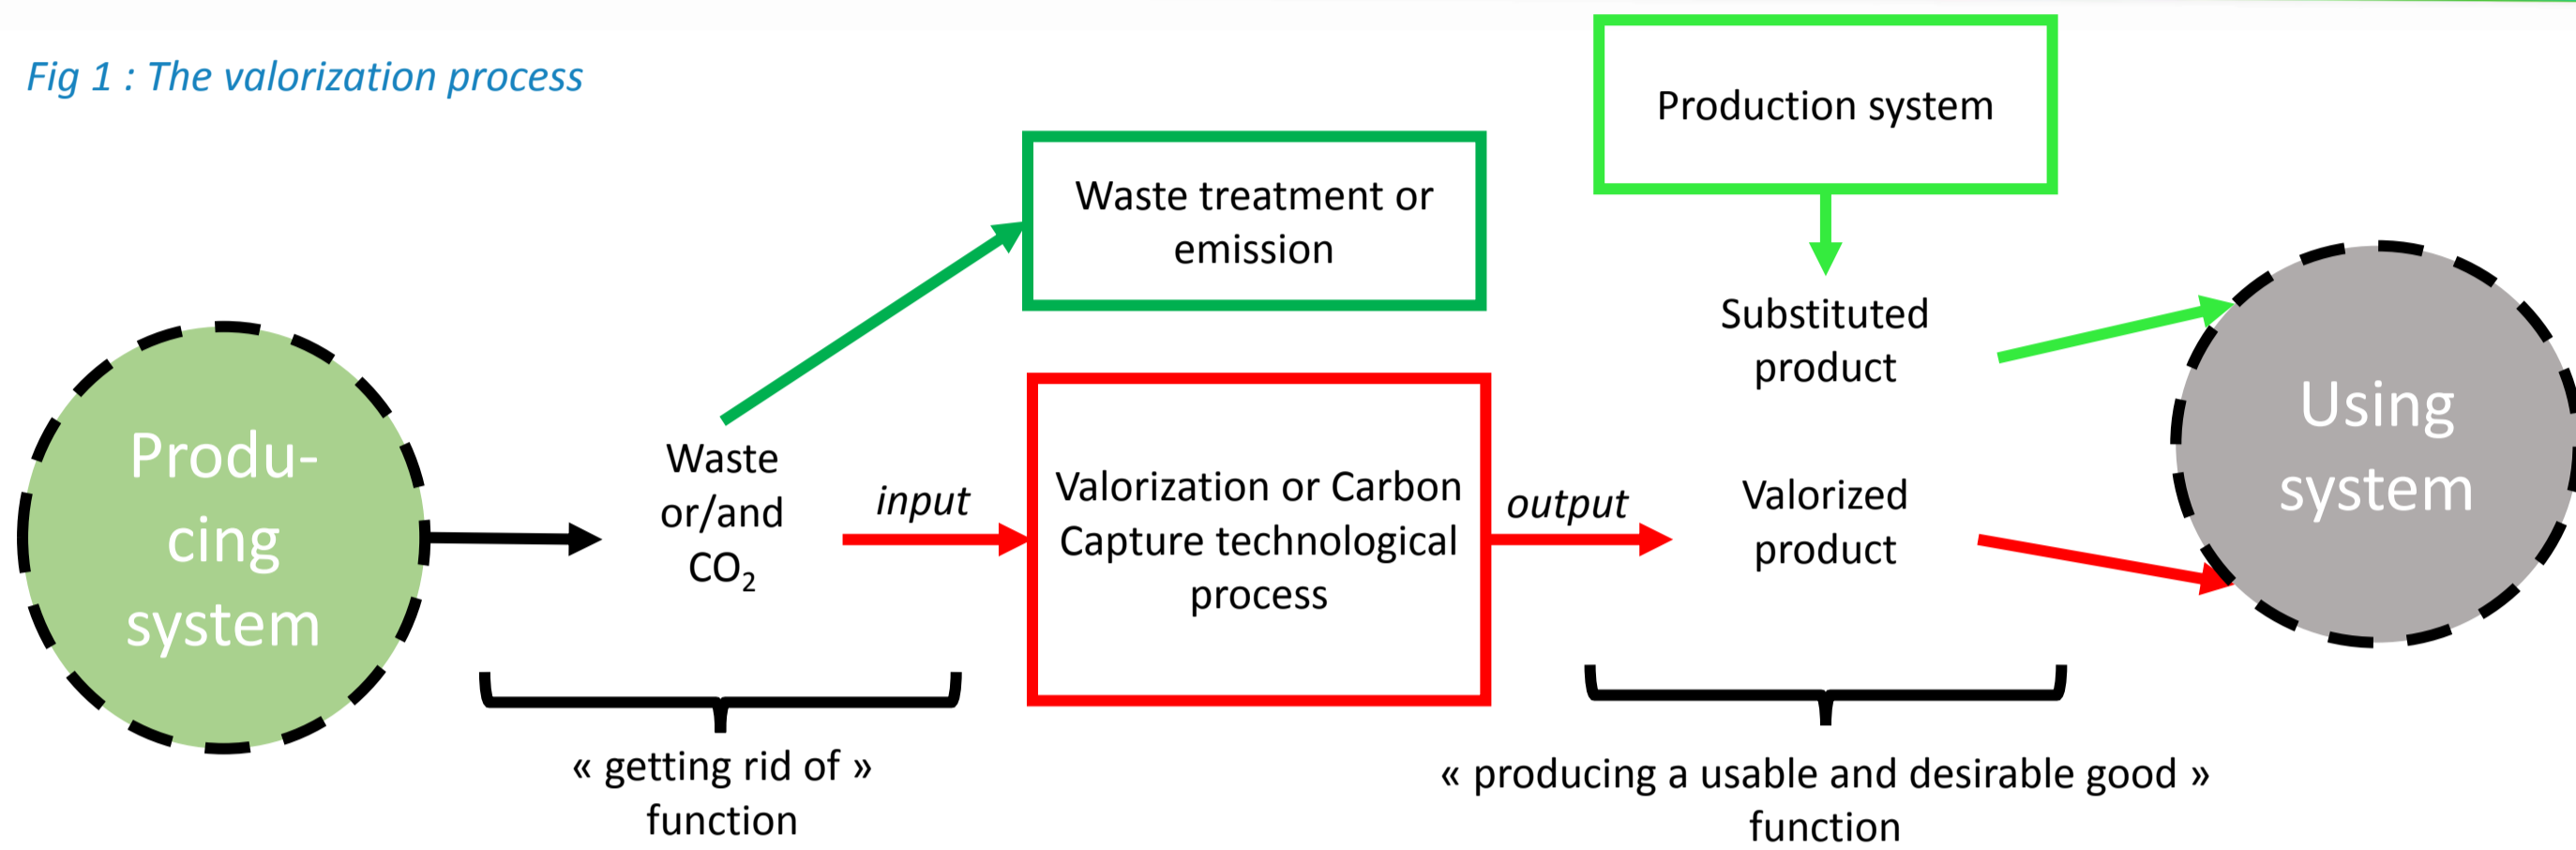 Fig 1 : The valorization process
Production system
Waste treatment or
emission
Substituted
product
Produ-
cing
system
Waste
or/and
CO₂
input
Valorization or Carbon
Capture technological
process
output
Valorized
product
Using
system
« getting rid of »
function
« producing a usable and desirable good »
function